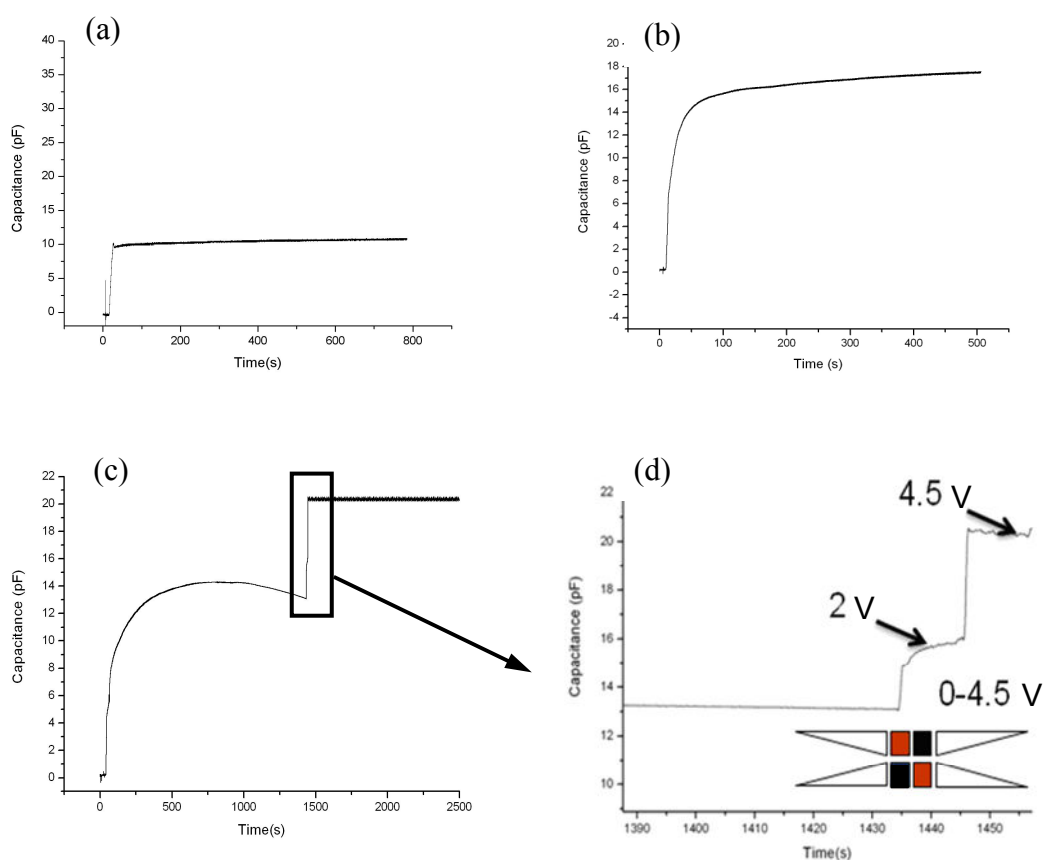 (a)
40
35
30
25
20
15
10
5
0
Capacitance (pF)
0 200 400 600 800
Time(s)
(b)
20
18
16
14
12
10
8
6
4
2
0
-2
-4
Capacitance (pF)
0 100 200 300 400 500
Time (s)
(c)
22
20
18
16
14
12
10
8
6
4
2
0
Capacitance (pF)
0 500 1000 1500 2000 2500
Time(s)
(d)
22
20
18
16
14
12
10
Capacitance (pF)
4.5 V
2 V
0-4.5 V
1390 1400 1410 1420 1430 1440 1450
Time(s)